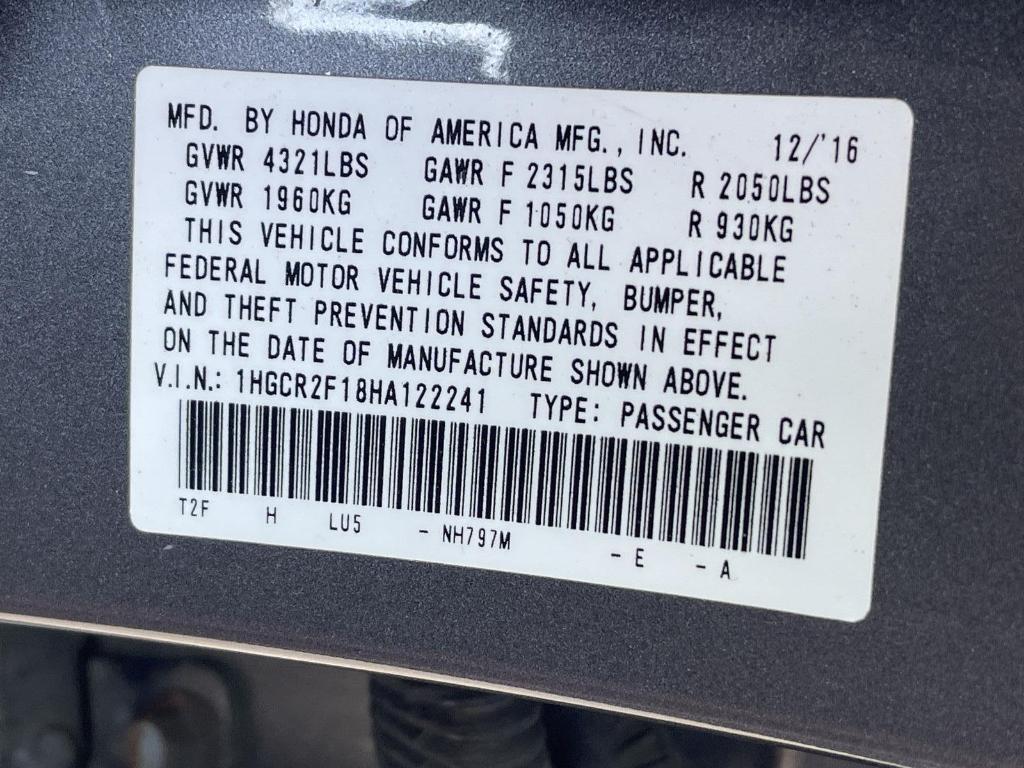 MFD. BY HONDA OF AMERICA MFG., INC. 12/'16
GVWR 4321LBS GAWR F 2315LBS R 2050LBS
GVWR 1960KG GAWR F 1050KG R 930KG
THIS VEHICLE CONFORMS TO ALL APPLICABLE
FEDERAL MOTOR VEHICLE SAFETY, BUMPER,
AND THEFT PREVENTION STANDARDS IN EFFECT
ON THE DATE OF MANUFACTURE SHOWN ABOVE.
V.I.N.: 1HGCR2F18HA122241 TYPE: PASSENGER CAR
T2F H LU5 - NH797M - E - A